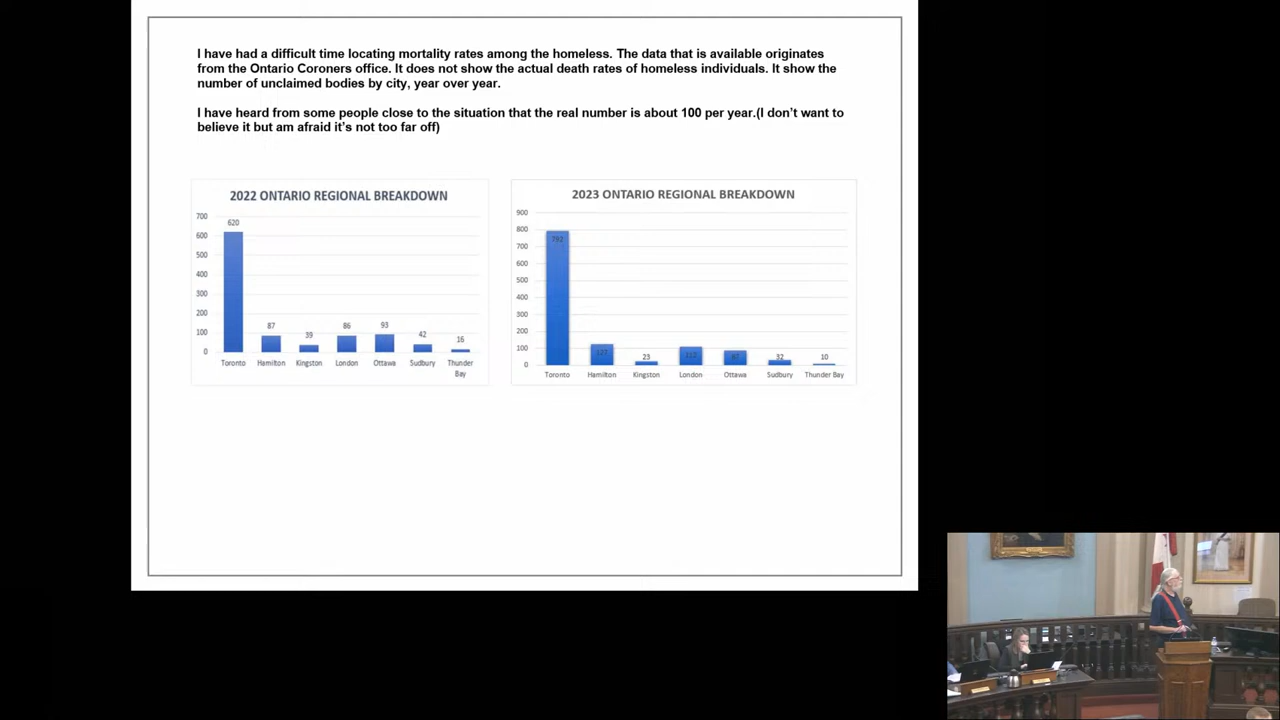 I have had a difficult time locating mortality rates among the homeless. The data that is available originates
from the Ontario Coroners office. It does not show the actual death rates of homeless individuals. It show the
number of unclaimed bodies by city, year over year.
I have heard from some people close to the situation that the real number is about 100 per year.(I don't want to
believe it but am afraid it's not too far off)
2022 ONTARIO REGIONAL BREAKDOWN
700
600
500
400
300
200
100
0
620
87
39
86
93
42
16
Toronto Hamilton Kingston London Ottawa Sudbury Thunder
Bay
2023 ONTARIO REGIONAL BREAKDOWN
900
800
700
600
500
400
300
200
100
0
792
23
32
10
Toronto Hamilton Kingston London Ottawa Sudbury Thunder Bay